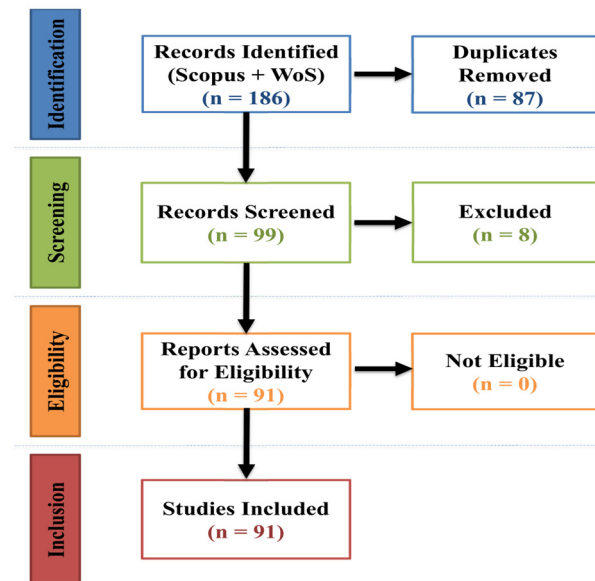 Identification
Records Identified
(Scopus + WoS)
(n = 186)
Duplicates
Removed
(n = 87)
Screening
Records Screened
(n = 99)
Excluded
(n = 8)
Eligibility
Reports Assessed
for Eligibility
(n = 91)
Not Eligible
(n = 0)
Inclusion
Studies Included
(n = 91)